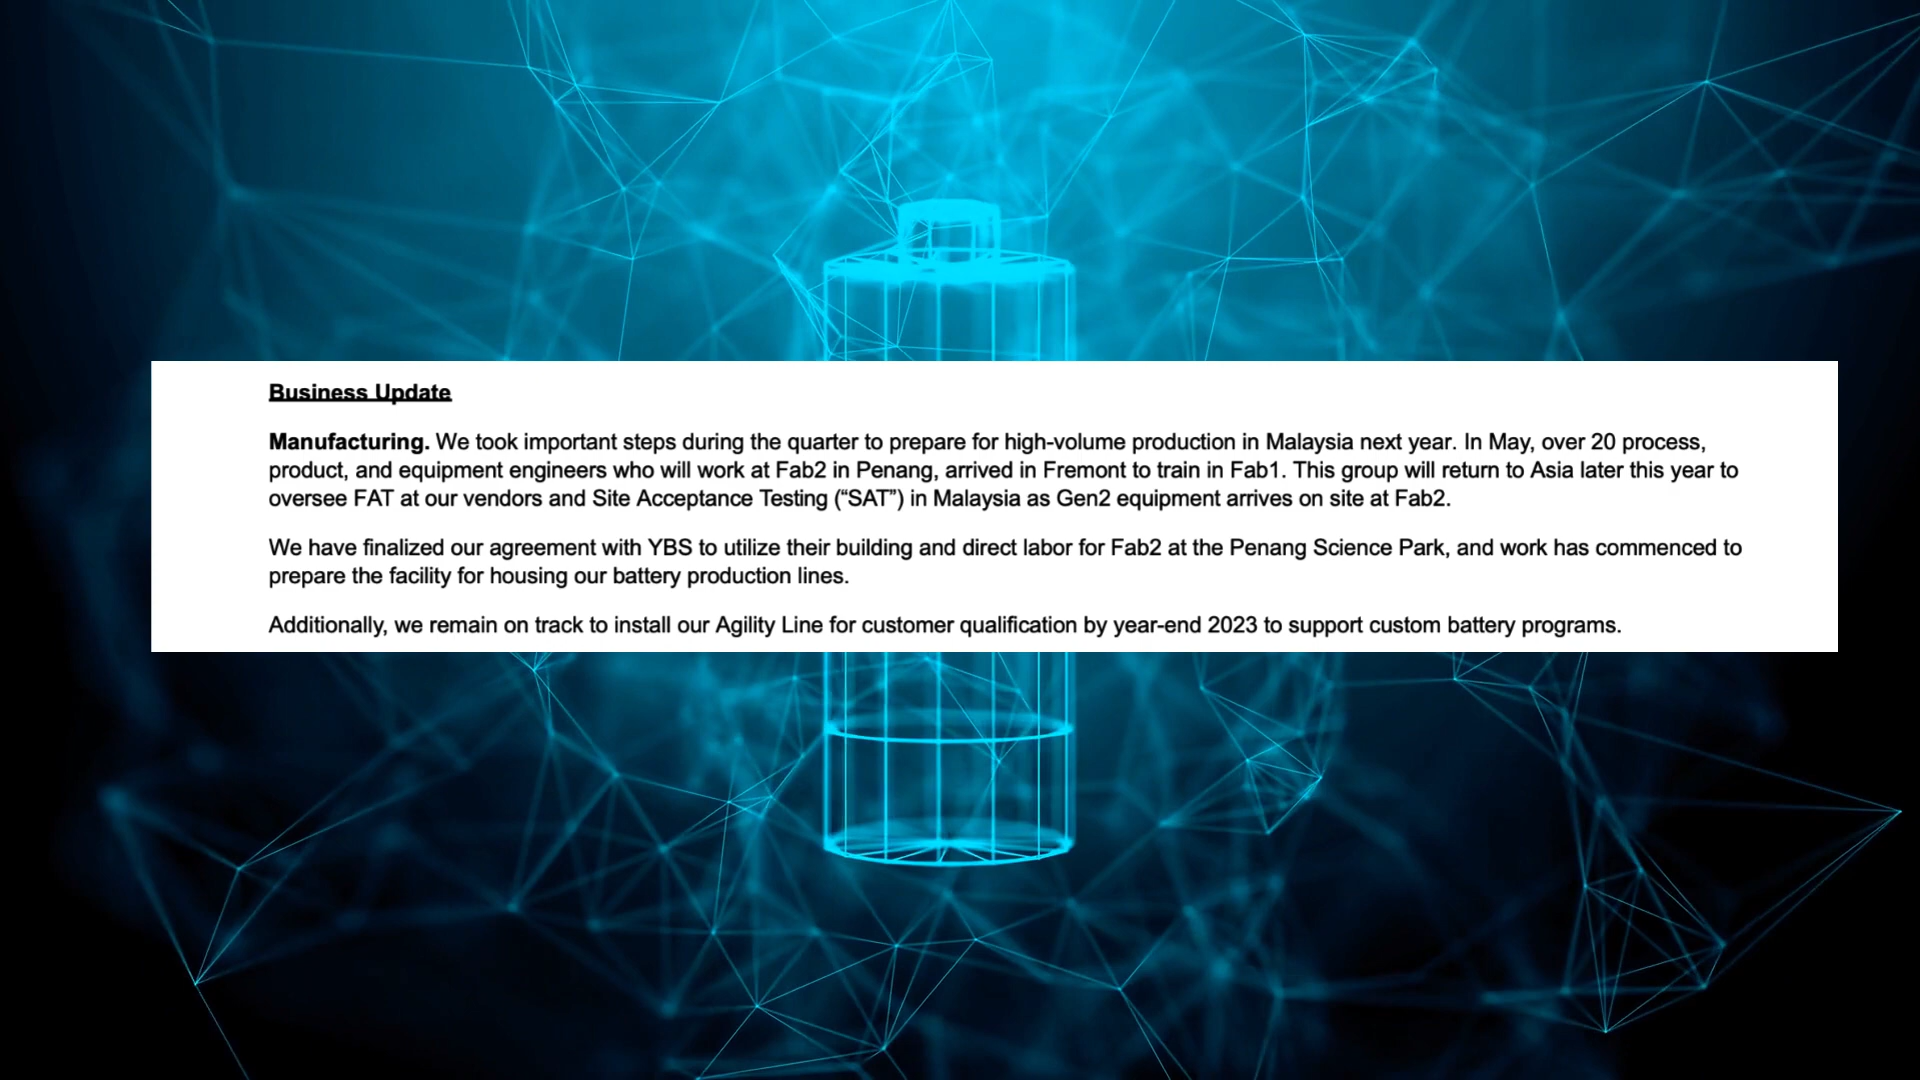 Business Update
Manufacturing. We took important steps during the quarter to prepare for high-volume production in Malaysia next year. In May, over 20 process,
product, and equipment engineers who will work at Fab2 in Penang, arrived in Fremont to train in Fab1. This group will return to Asia later this year to
oversee FAT at our vendors and Site Acceptance Testing (“SAT”) in Malaysia as Gen2 equipment arrives on site at Fab2.
We have finalized our agreement with YBS to utilize their building and direct labor for Fab2 at the Penang Science Park, and work has commenced to
prepare the facility for housing our battery production lines.
Additionally, we remain on track to install our Agility Line for customer qualification by year-end 2023 to support custom battery programs.